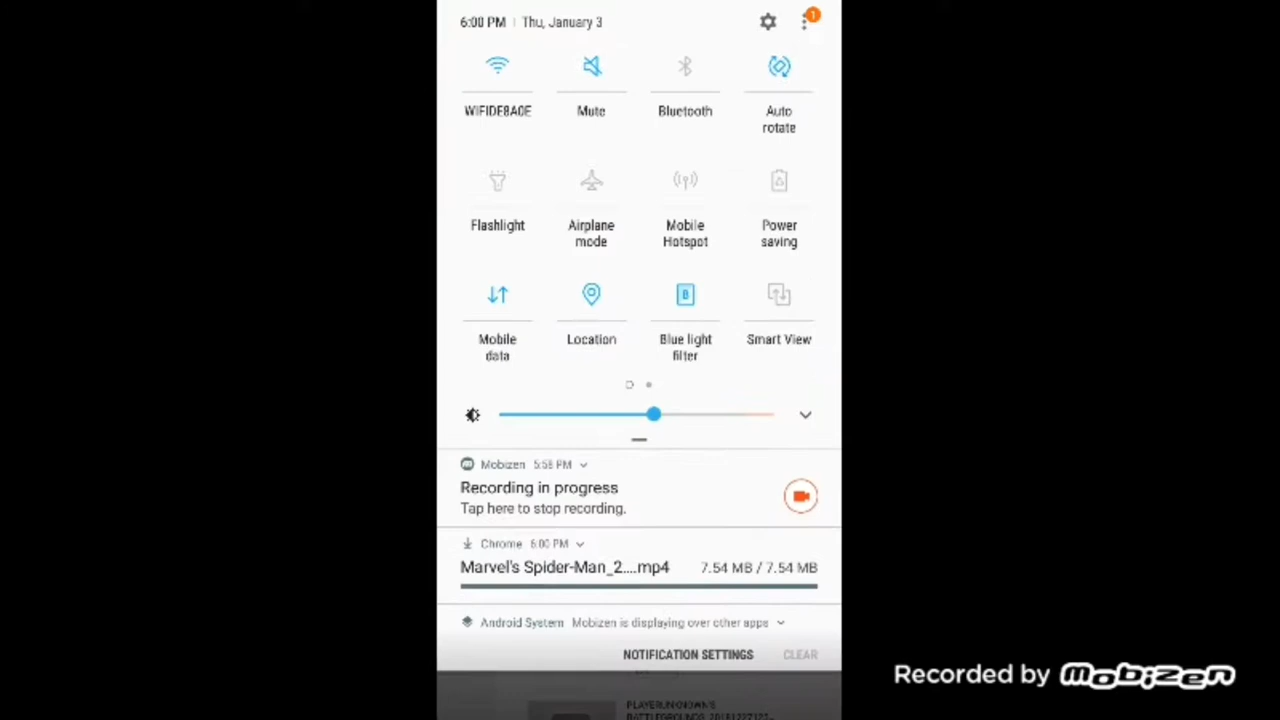 6:00 PM | Thu, January 3
1
WIFIDE8A0E Mute Bluetooth Auto rotate
Flashlight Airplane mode Mobile Hotspot Power saving
B
Mobile data Location Blue light filter Smart View
Mobizen 5:58 PM
Recording in progress
Tap here to stop recording.
Chrome 6:00 PM
Marvel's Spider-Man_2....mp4 7.54 MB / 7.54 MB
Android System Mobizen is displaying over other apps
NOTIFICATION SETTINGS CLEAR
Recorded by mobizen
PLAYERUNKNOWN'S